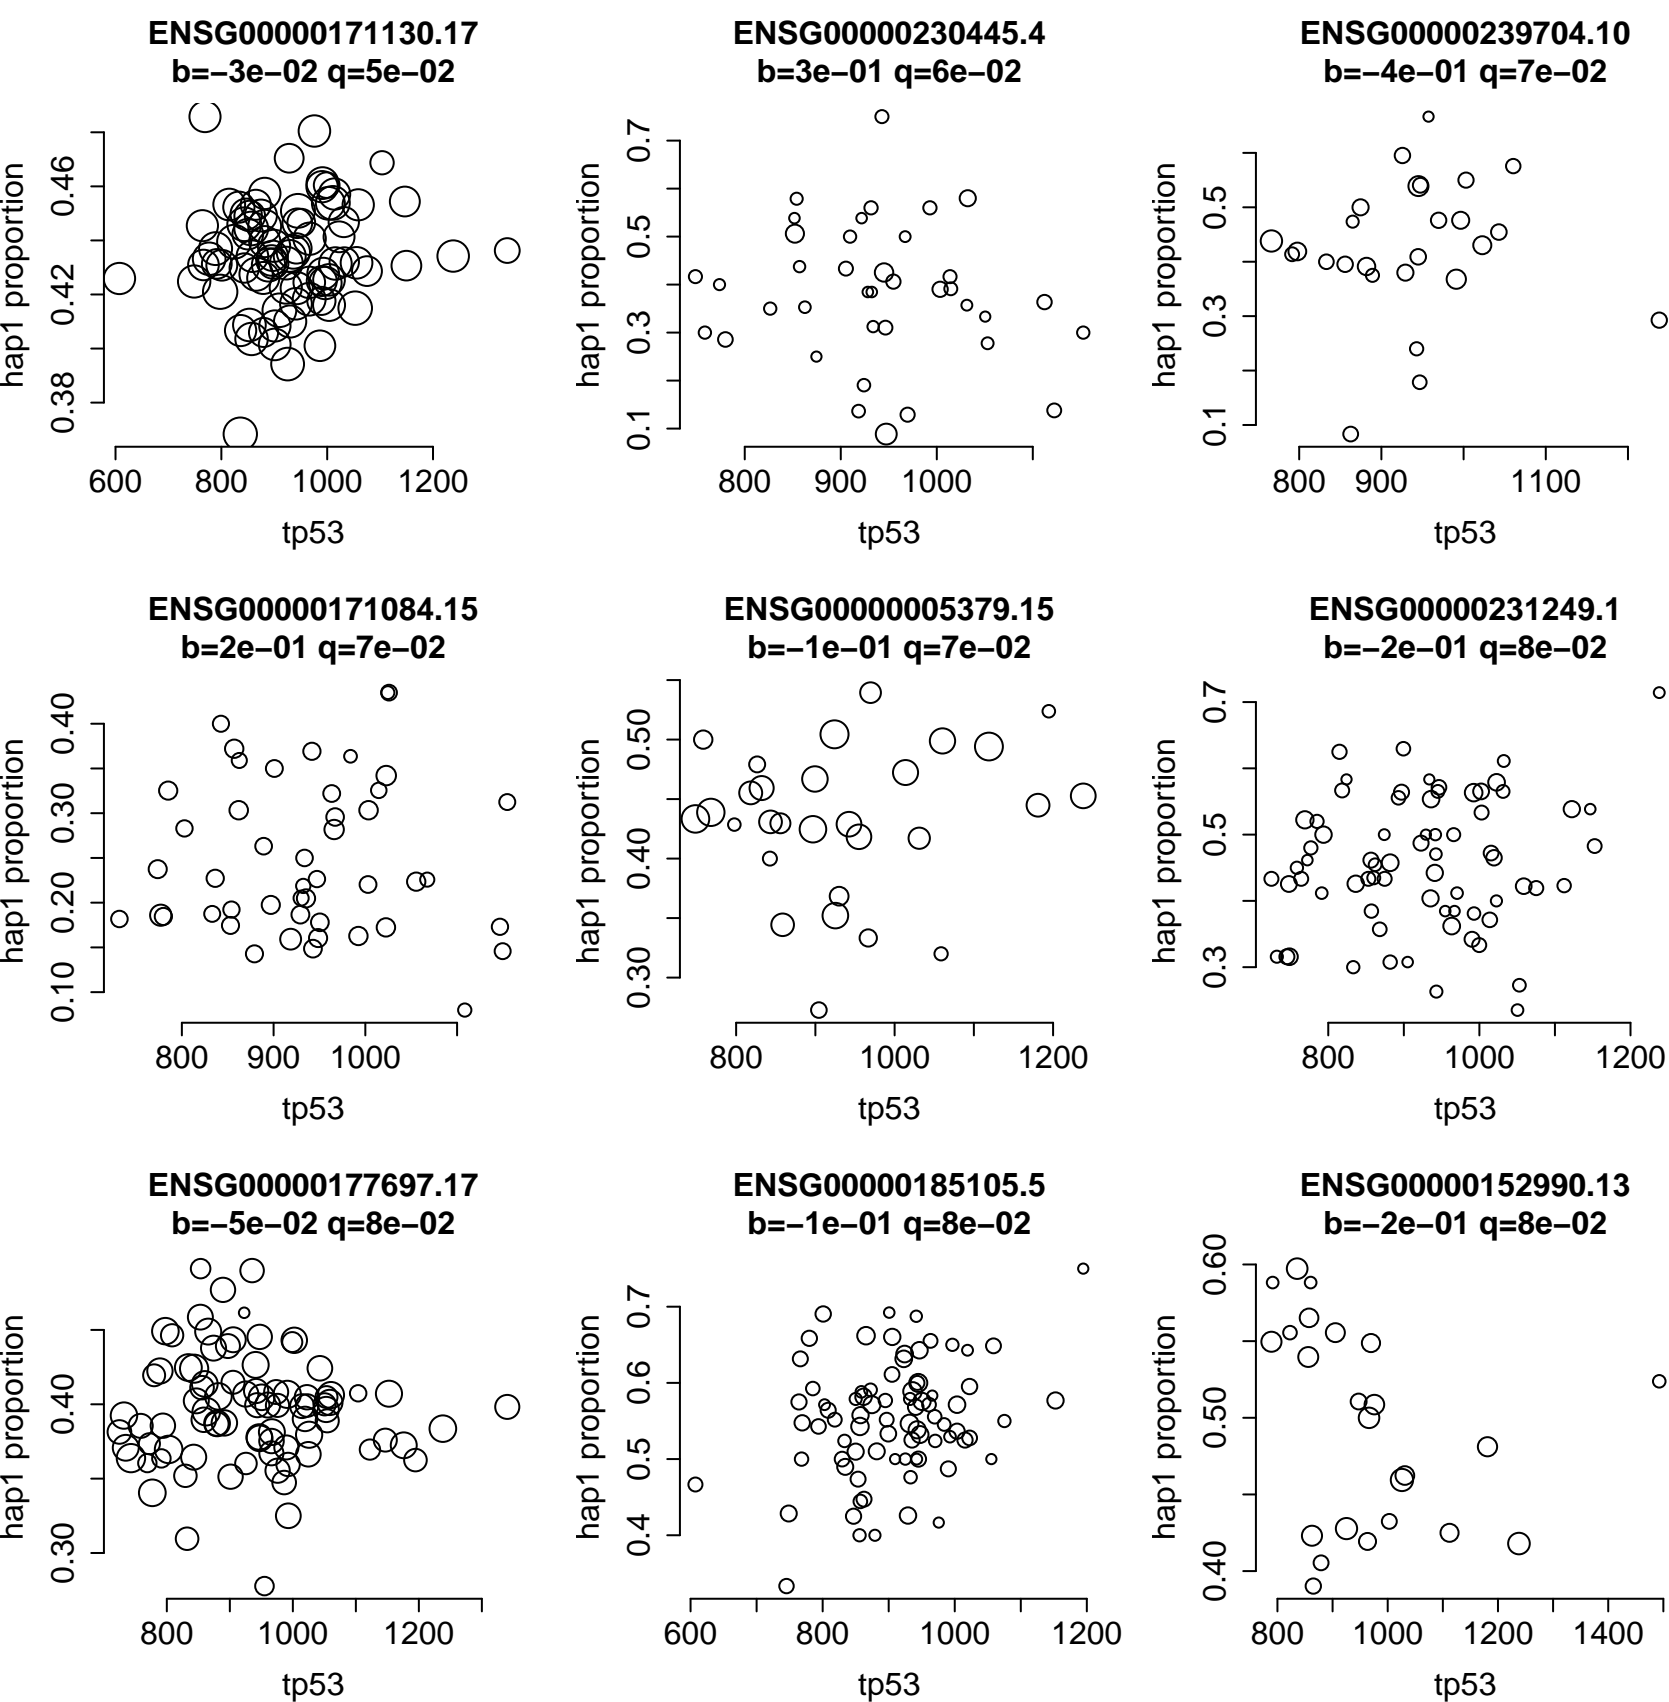 ENSG00000171130.17
b=−3e−02 q=5e−02
hap1 proportion
0.38 0.42 0.46
600 800 1000 1200
tp53
ENSG00000230445.4
b=3e−01 q=6e−02
hap1 proportion
0.1 0.3 0.5 0.7
800 900 1000
tp53
ENSG00000239704.10
b=−4e−01 q=7e−02
hap1 proportion
0.1 0.3 0.5
800 900 1100
tp53
ENSG00000171084.15
b=2e−01 q=7e−02
hap1 proportion
0.10 0.20 0.30 0.40
800 900 1000
tp53
ENSG00000005379.15
b=−1e−01 q=7e−02
hap1 proportion
0.30 0.40 0.50
800 1000 1200
tp53
ENSG00000231249.1
b=−2e−01 q=8e−02
hap1 proportion
0.3 0.5 0.7
800 1000 1200
tp53
ENSG00000177697.17
b=−5e−02 q=8e−02
hap1 proportion
0.30 0.40
800 1000 1200
tp53
ENSG00000185105.5
b=−1e−01 q=8e−02
hap1 proportion
0.4 0.5 0.6 0.7
600 800 1000 1200
tp53
ENSG00000152990.13
b=−2e−01 q=8e−02
hap1 proportion
0.40 0.50 0.60
800 1000 1200 1400
tp53